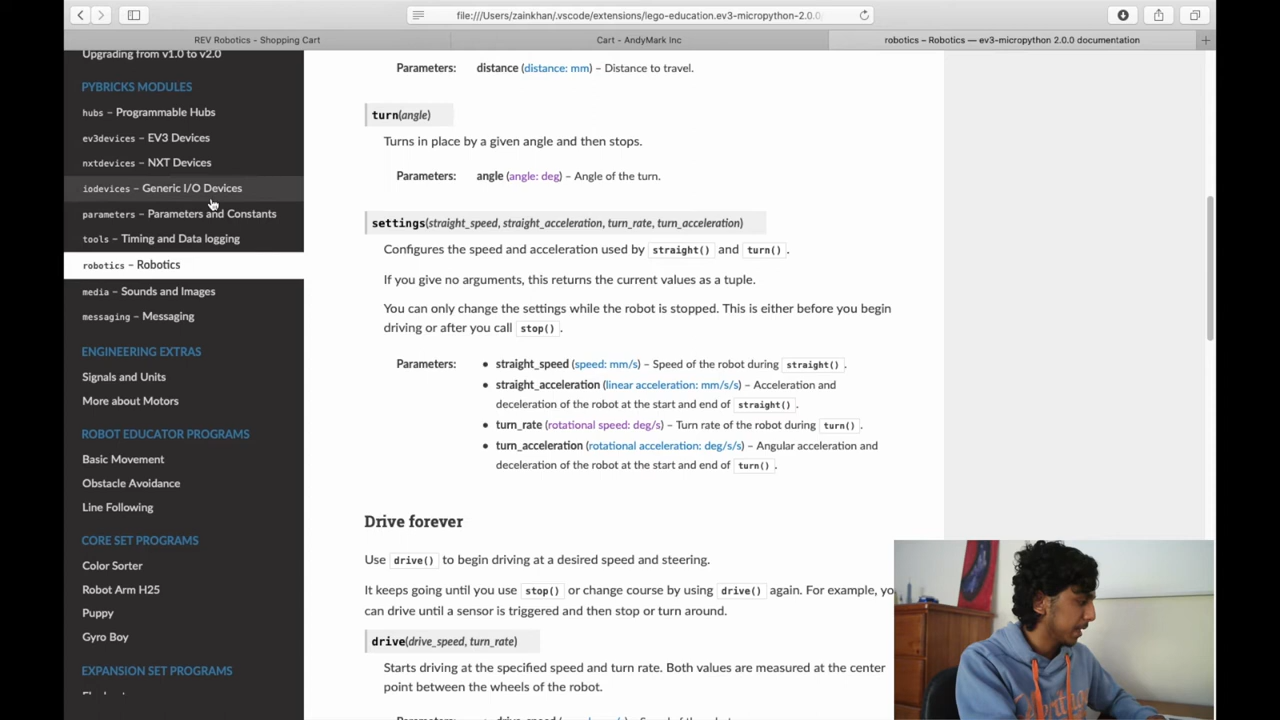 file:///Users/zainkhan/.vscode/extensions/lego-education.ev3-micropython-2.0.0/
REV Robotics - Shopping Cart
Cart - AndyMark Inc
robotics – Robotics — ev3-micropython 2.0.0 documentation
Upgrading from v1.0 to v2.0
PYBRICKS MODULES
hubs – Programmable Hubs
ev3devices – EV3 Devices
nxtdevices – NXT Devices
iodevices – Generic I/O Devices
parameters – Parameters and Constants
tools – Timing and Data logging
robotics – Robotics
media – Sounds and Images
messaging – Messaging
ENGINEERING EXTRAS
Signals and Units
More about Motors
ROBOT EDUCATOR PROGRAMS
Basic Movement
Obstacle Avoidance
Line Following
CORE SET PROGRAMS
Color Sorter
Robot Arm H25
Puppy
Gyro Boy
EXPANSION SET PROGRAMS
Parameters: distance (distance: mm) – Distance to travel.
turn(angle)
Turns in place by a given angle and then stops.
Parameters: angle (angle: deg) – Angle of the turn.
settings(straight_speed, straight_acceleration, turn_rate, turn_acceleration)
Configures the speed and acceleration used by straight() and turn() .
If you give no arguments, this returns the current values as a tuple.
You can only change the settings while the robot is stopped. This is either before you begin
driving or after you call stop() .
Parameters: • straight_speed (speed: mm/s) – Speed of the robot during straight() .
• straight_acceleration (linear acceleration: mm/s/s) – Acceleration and
deceleration of the robot at the start and end of straight() .
• turn_rate (rotational speed: deg/s) – Turn rate of the robot during turn() .
• turn_acceleration (rotational acceleration: deg/s/s) – Angular acceleration and
deceleration of the robot at the start and end of turn() .
Drive forever
Use drive() to begin driving at a desired speed and steering.
It keeps going until you use stop() or change course by using drive() again. For example, yo
can drive until a sensor is triggered and then stop or turn around.
drive(drive_speed, turn_rate)
Starts driving at the specified speed and turn rate. Both values are measured at the center
point between the wheels of the robot.